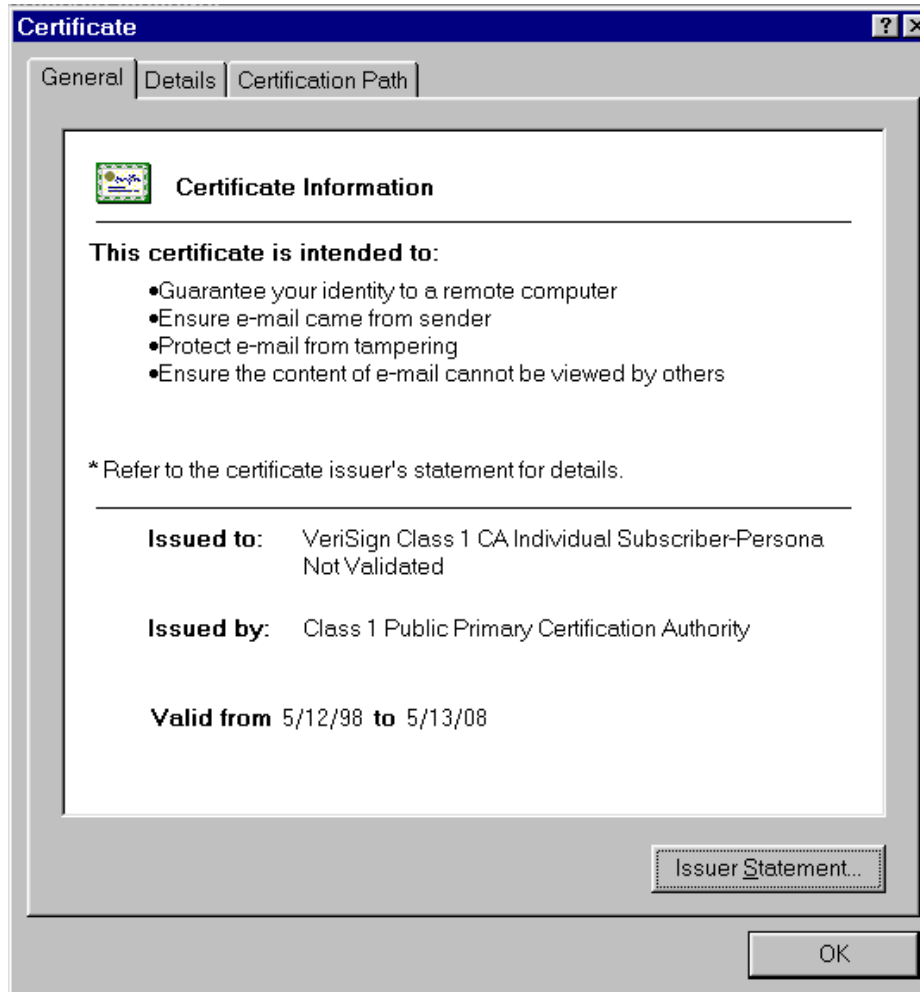 Certificate
General
Details
Certification Path
Certificate Information
This certificate is intended to:
•Guarantee your identity to a remote computer
•Ensure e-mail came from sender
•Protect e-mail from tampering
•Ensure the content of e-mail cannot be viewed by others
* Refer to the certificate issuer's statement for details.
Issued to: VeriSign Class 1 CA Individual Subscriber-Persona
Not Validated
Issued by: Class 1 Public Primary Certification Authority
Valid from 5/12/98 to 5/13/08
Issuer Statement...
OK